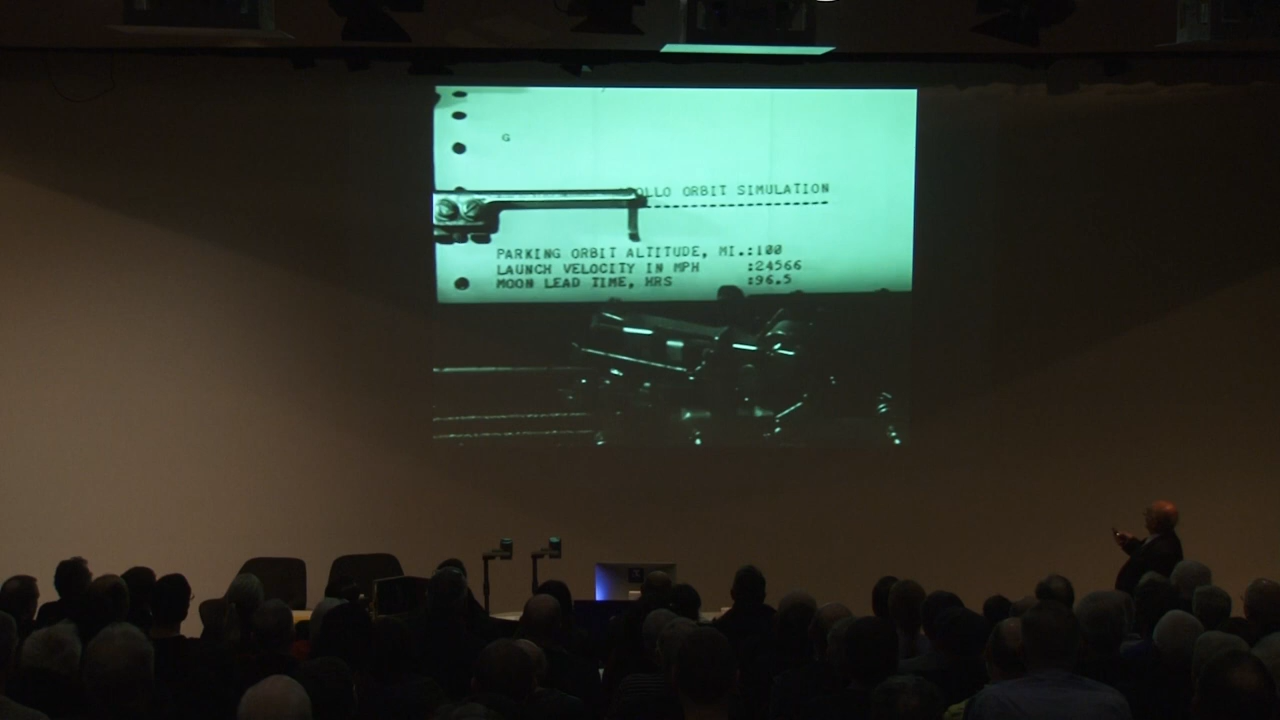 G
OLLO ORBIT SIMULATION
PARKING ORBIT ALTITUDE, MI.:100
LAUNCH VELOCITY IN MPH :24566
MOON LEAD TIME, HRS :96.5